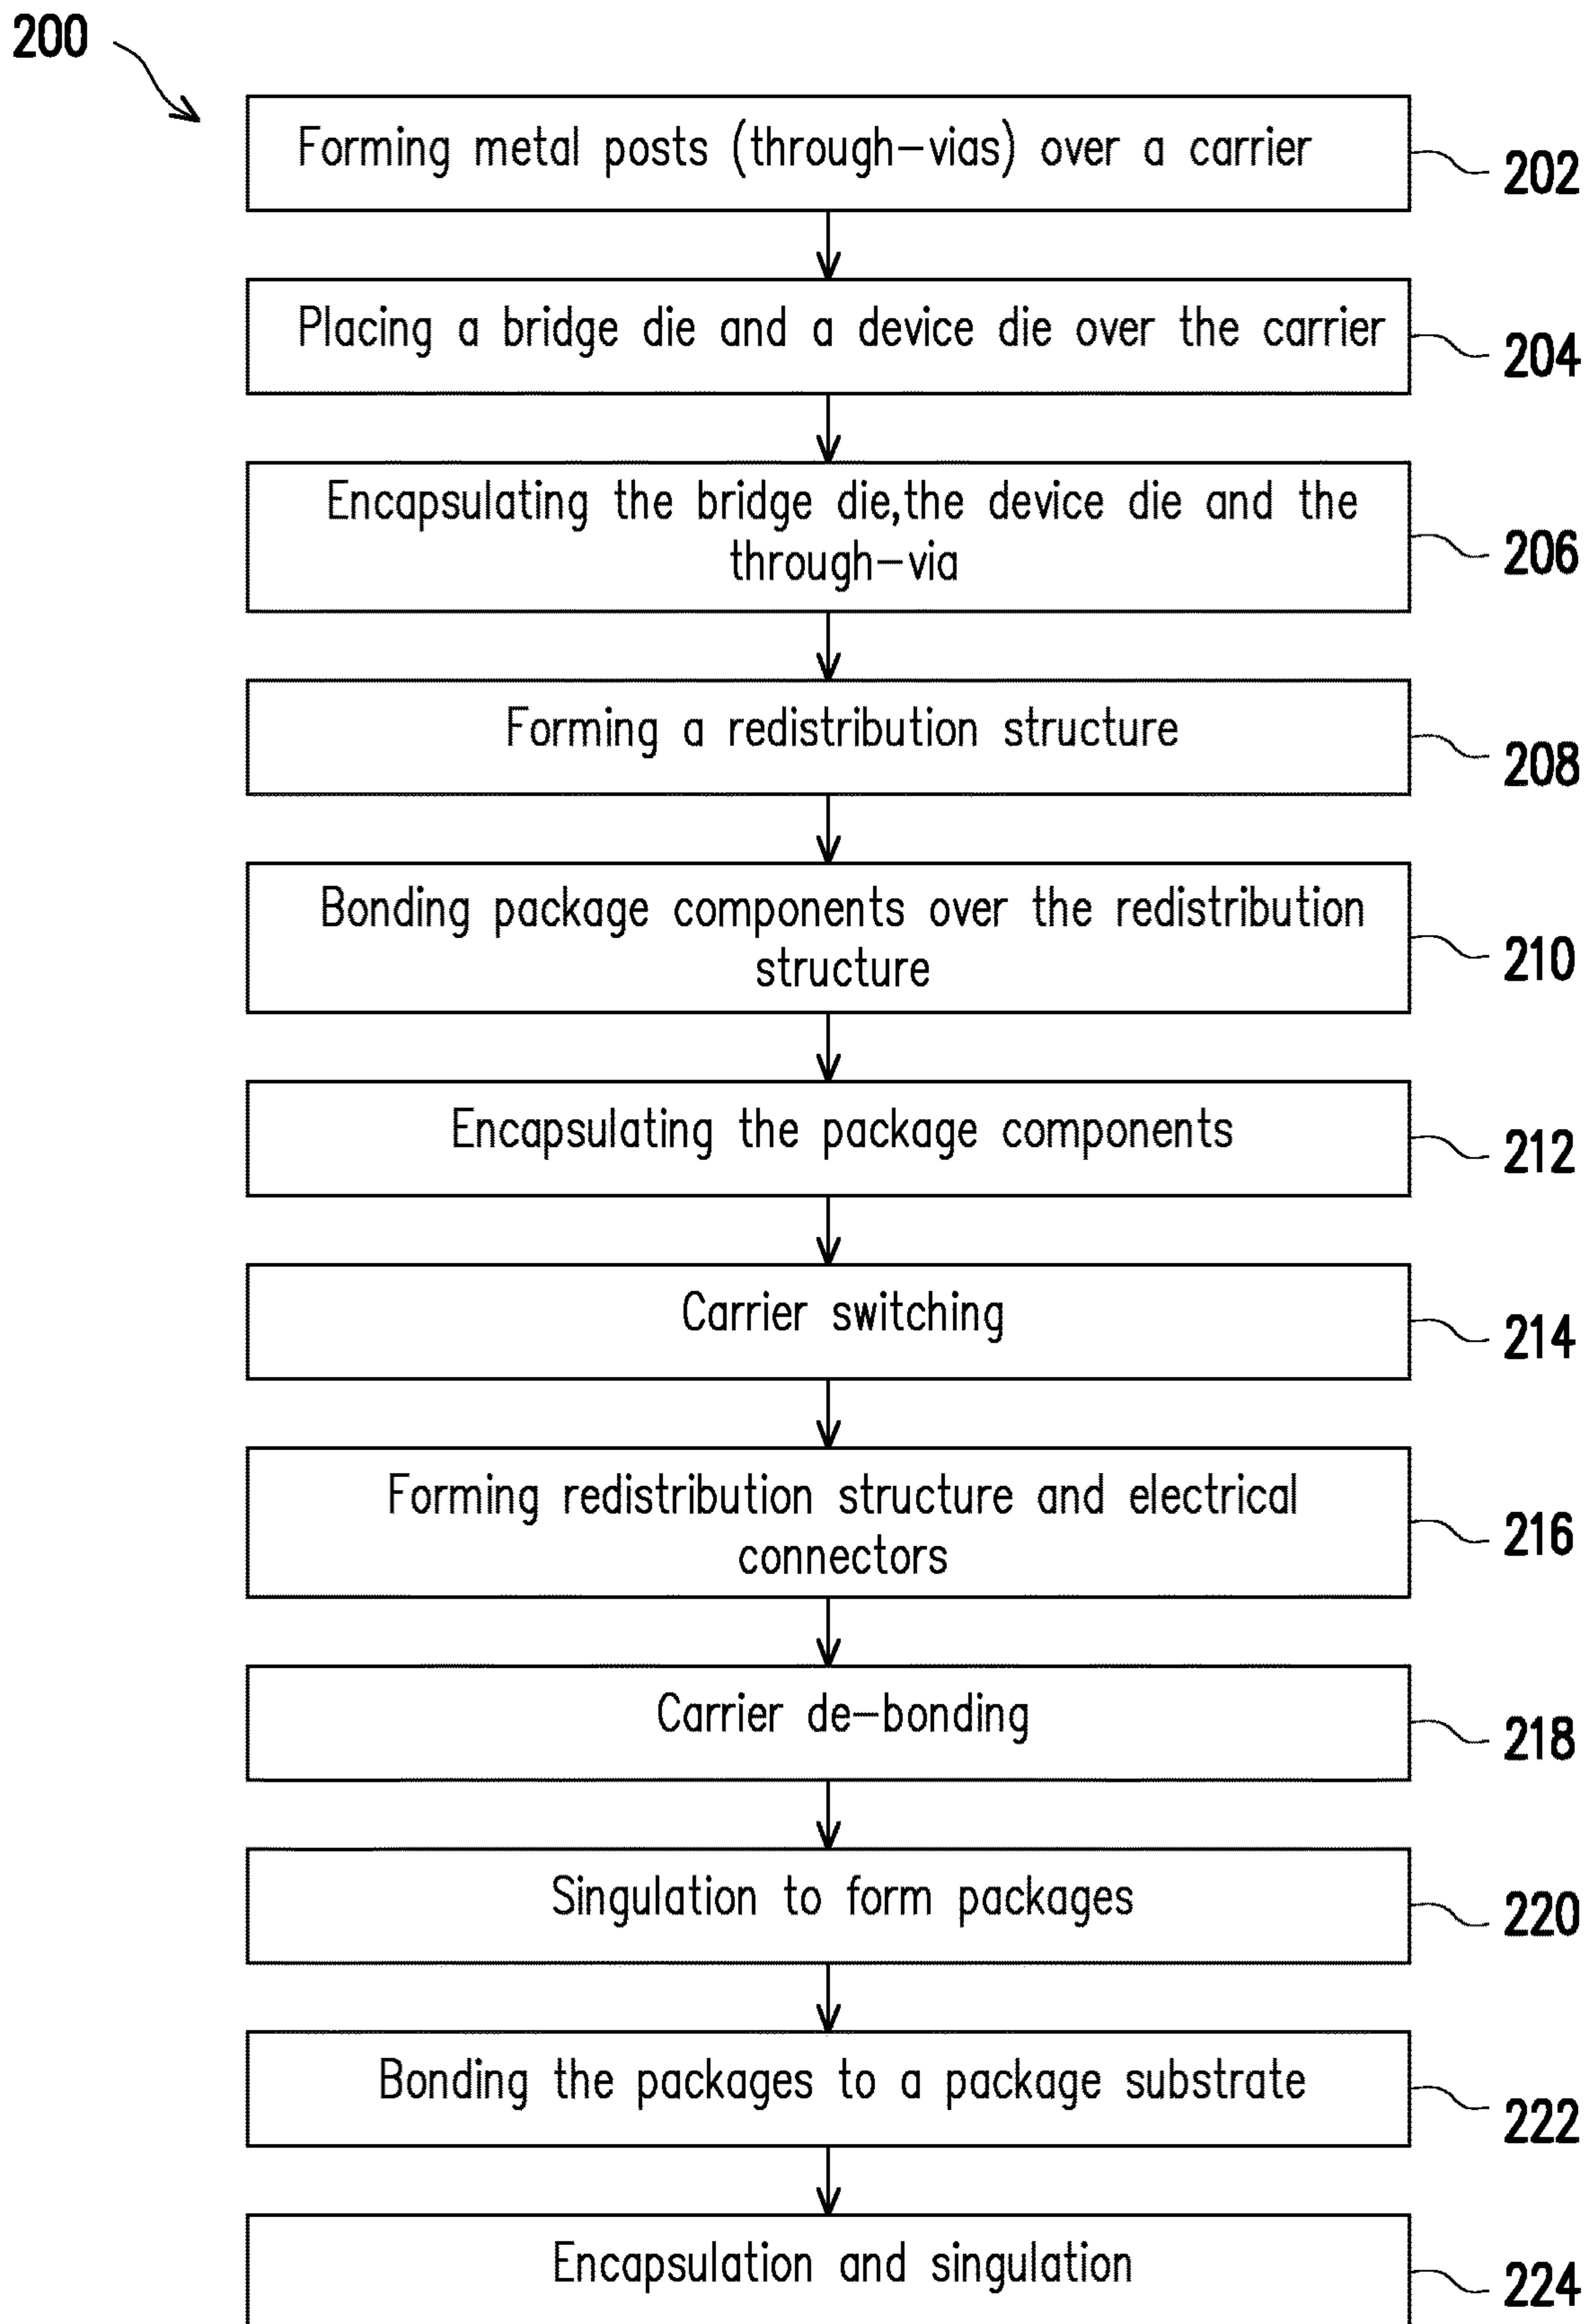 200
Forming metal posts (through-vias) over a carrier
202
Placing a bridge die and a device die over the carrier
204
Encapsulating the bridge die,the device die and the
through-via
206
Forming a redistribution structure
208
Bonding package components over the redistribution
structure
210
Encapsulating the package components
212
Carrier switching
214
Forming redistribution structure and electrical
connectors
216
Carrier de-bonding
218
Singulation to form packages
220
Bonding the packages to a package substrate
222
Encapsulation and singulation
224